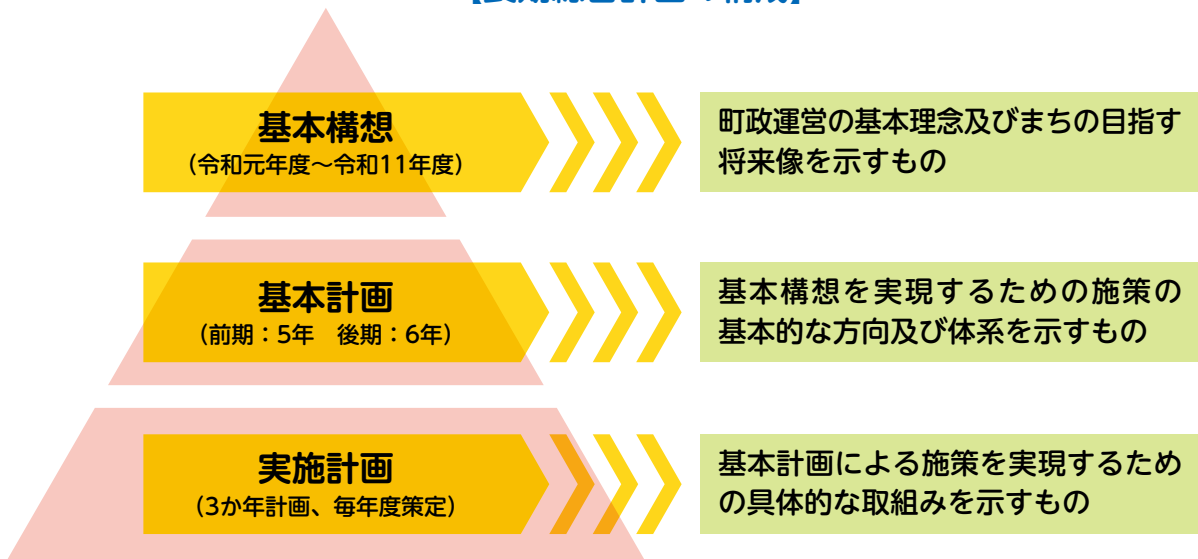 基本構想
（令和元年度～令和11年度）
町政運営の基本理念及びまちの目指す
将来像を示すもの
基本計画
（前期：5年　後期：6年）
基本構想を実現するための施策の
基本的な方向及び体系を示すもの
実施計画
（3か年計画、毎年度策定）
基本計画による施策を実現するため
の具体的な取組みを示すもの